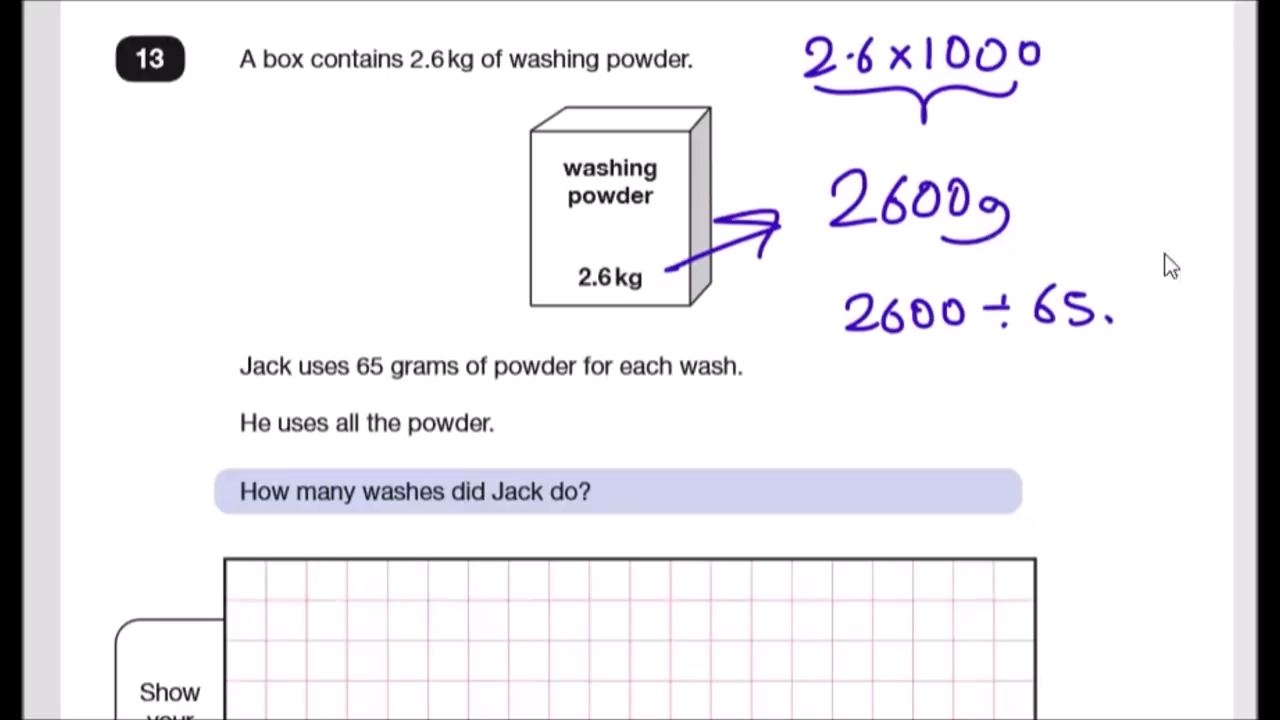 13 A box contains 2.6 kg of washing powder.
2.6 x 1000
washing
powder
2.6 kg
2600g
2600 ÷ 65.
Jack uses 65 grams of powder for each wash.
He uses all the powder.
How many washes did Jack do?
Show
your